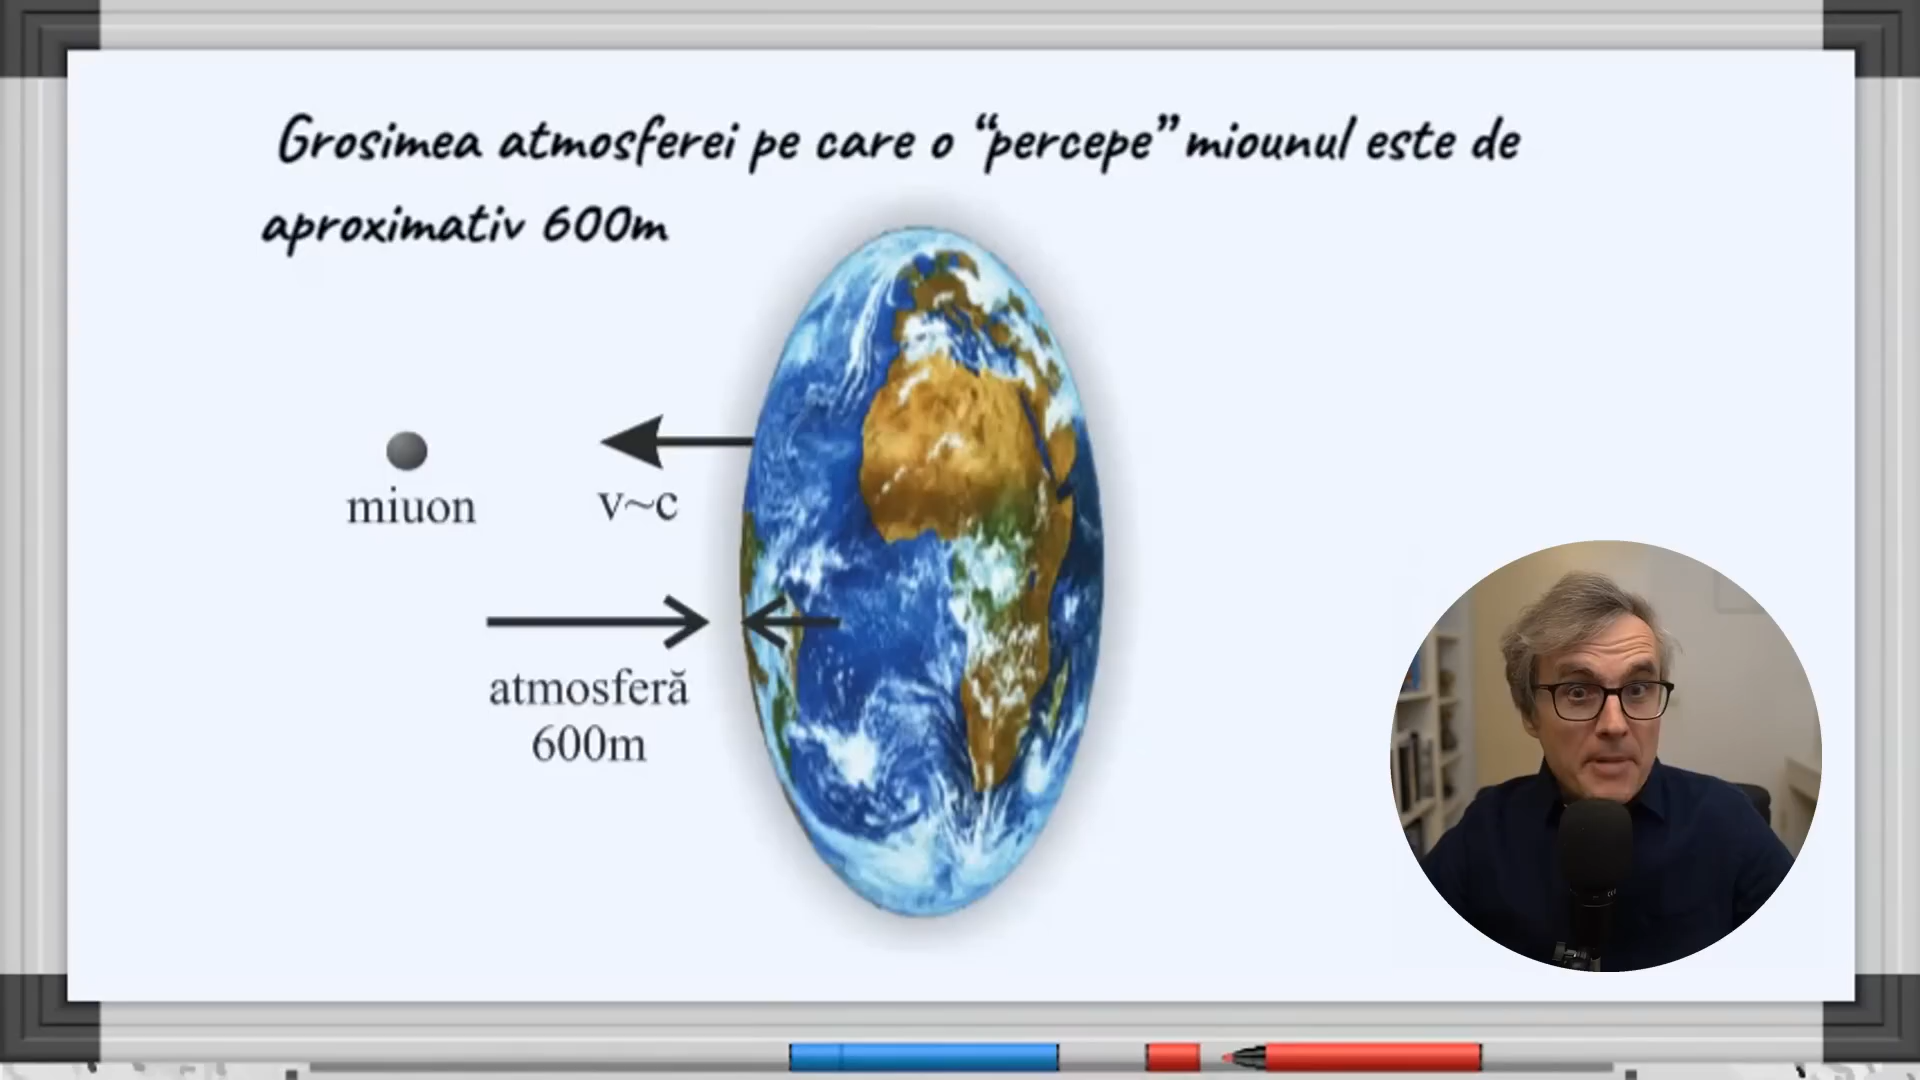 Grosimea atmosferei pe care o “percepe” miounul este de
aproximativ 600m
miuon
v~c
atmosferă
600m